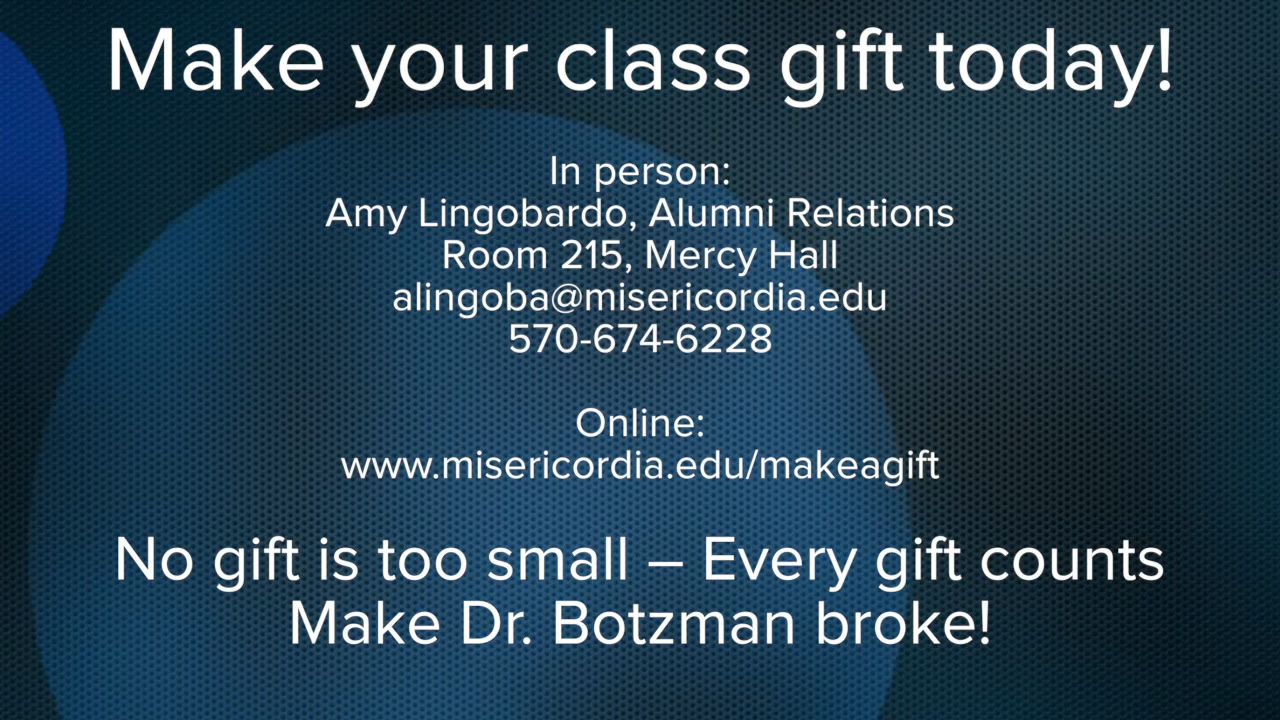 Make your class gift today!
In person:
Amy Lingobardo, Alumni Relations
Room 215, Mercy Hall
alingoba@misericordia.edu
570-674-6228
Online:
www.misericordia.edu/makeagift
No gift is too small – Every gift counts
Make Dr. Botzman broke!